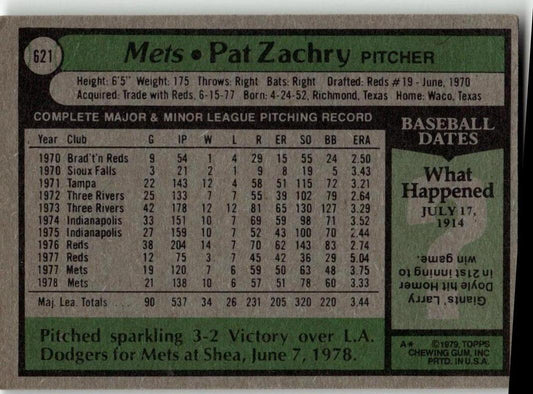 621
Mets • Pat Zachry PITCHER
Height: 6'5" Weight: 175 Throws: Right Bats: Right Drafted: Reds #19 - June, 1970
Acquired: Trade with Reds, 6-15-77 Born: 4-24-52, Richmond, Texas Home: Waco, Texas
COMPLETE MAJOR & MINOR LEAGUE PITCHING RECORD
Year Club G IP W L R ER SO BB ERA
1970 Brad't'n Reds 9 54 1 4 29 15 55 24 2.50
1970 Sioux Falls 3 21 2 1 9 8 15 5 3.43
1971 Tampa 22 143 12 4 58 51 115 72 3.21
1972 Three Rivers 25 133 7 7 55 39 102 79 2.64
1973 Three Rivers 42 178 12 12 81 65 130 127 3.29
1974 Indianapolis 33 151 10 7 69 59 98 71 3.52
1975 Indianapolis 27 159 10 7 52 43 100 70 2.44
1976 Reds 38 204 14 7 70 62 143 83 2.74
1977 Reds 12 75 3 7 45 42 36 29 5.04
1977 Mets 19 120 7 6 59 50 63 48 3.75
1978 Mets 21 138 10 6 57 51 78 60 3.33
Maj. Lea. Totals . . . . 90 537 34 26 231 205 320 220 3.44
Pitched sparkling 3-2 Victory over L.A.
Dodgers for Mets at Shea, June 7, 1978.
BASEBALL
DATES
What
Happened
JULY 17,
1914
?
Giants' Larry
Doyle hit Homer
in 21st inning to
win game.
A* ©1979, TOPPS
CHEWING GUM, INC
PRTD. IN U.S.A.